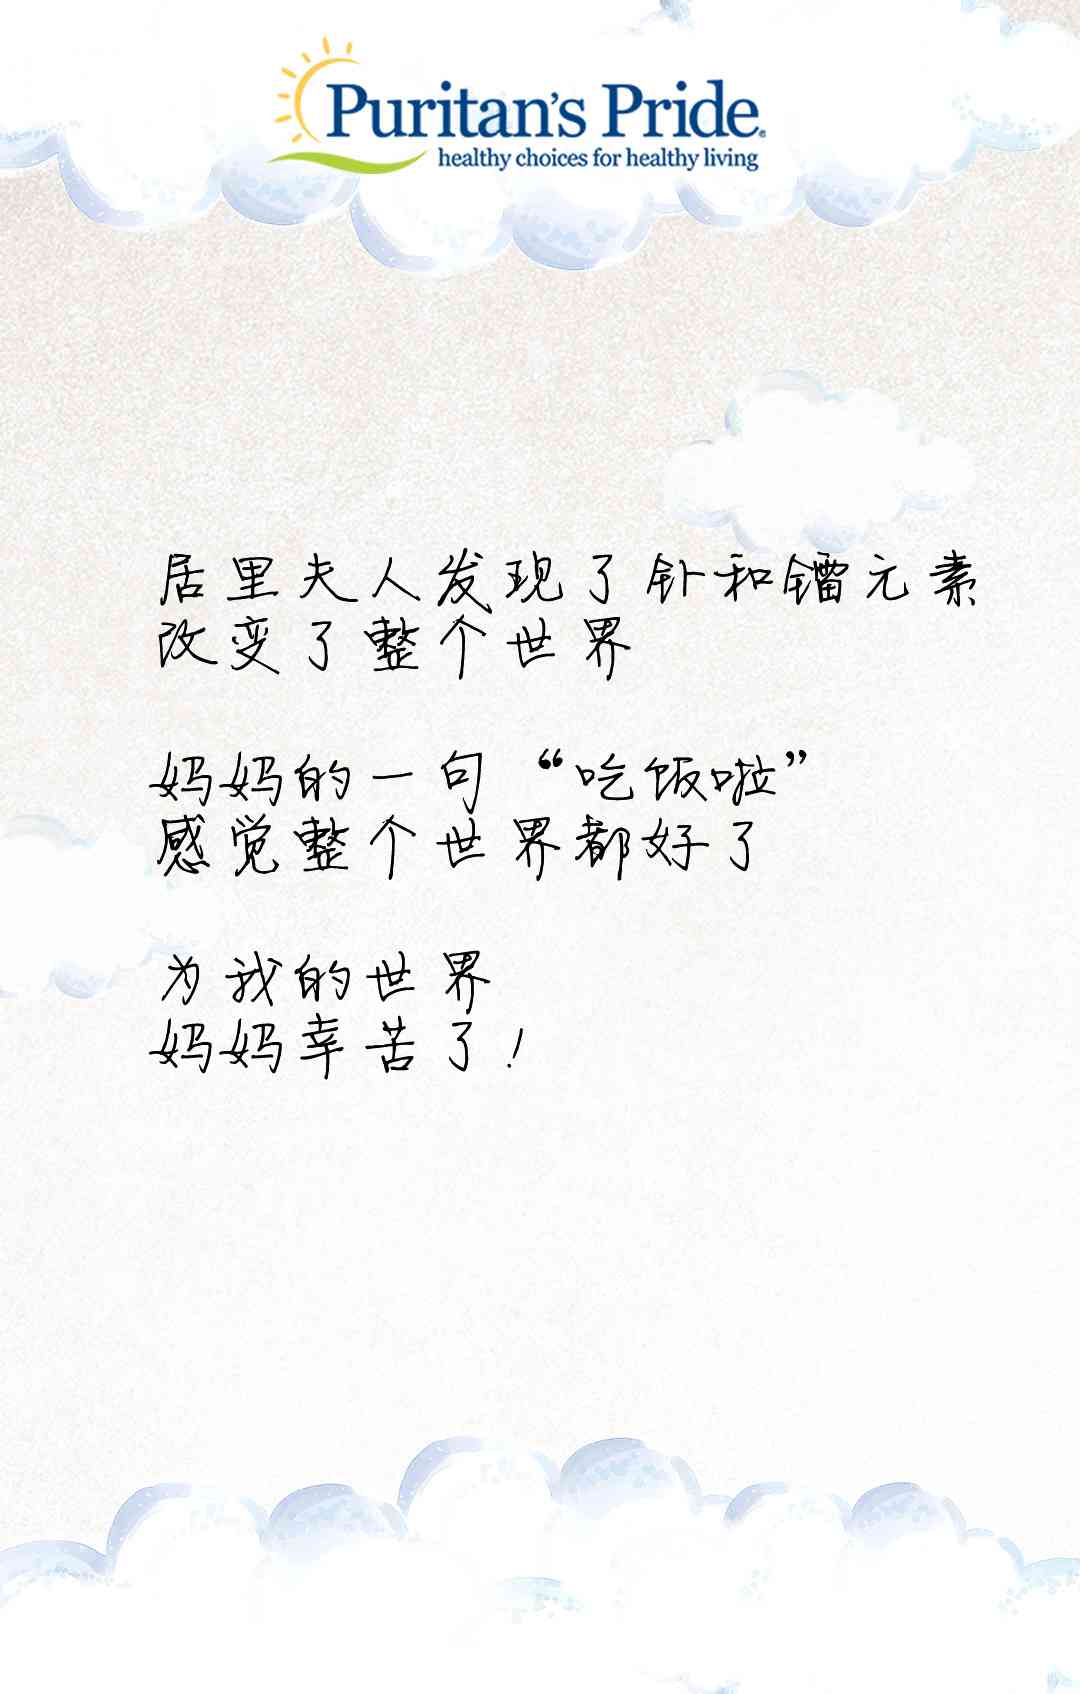 Puritan's Pride
healthy choices for healthy living
居里夫人发现了钋和镭元素
改变了整个世界
妈妈的一句“吃饭啦”
感觉整个世界都好了
为我的世界
妈妈幸苦了!